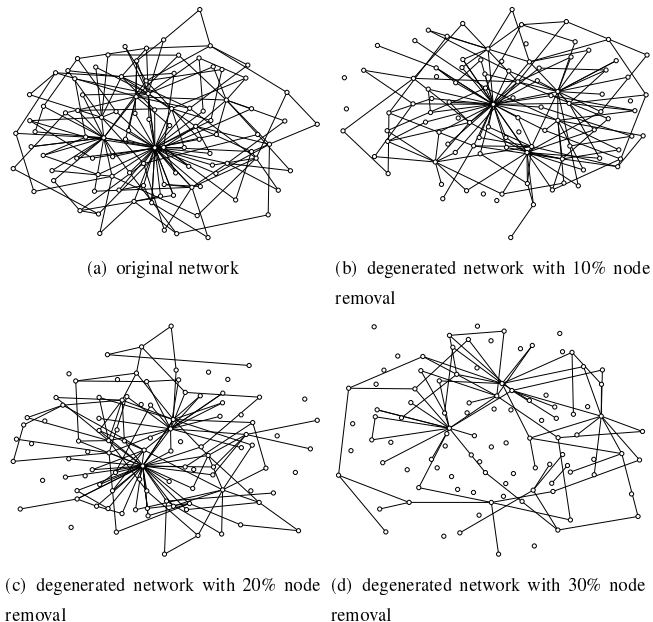 (a) original network
(b) degenerated network with 10% node
removal
(c) degenerated network with 20% node
removal
(d) degenerated network with 30% node
removal